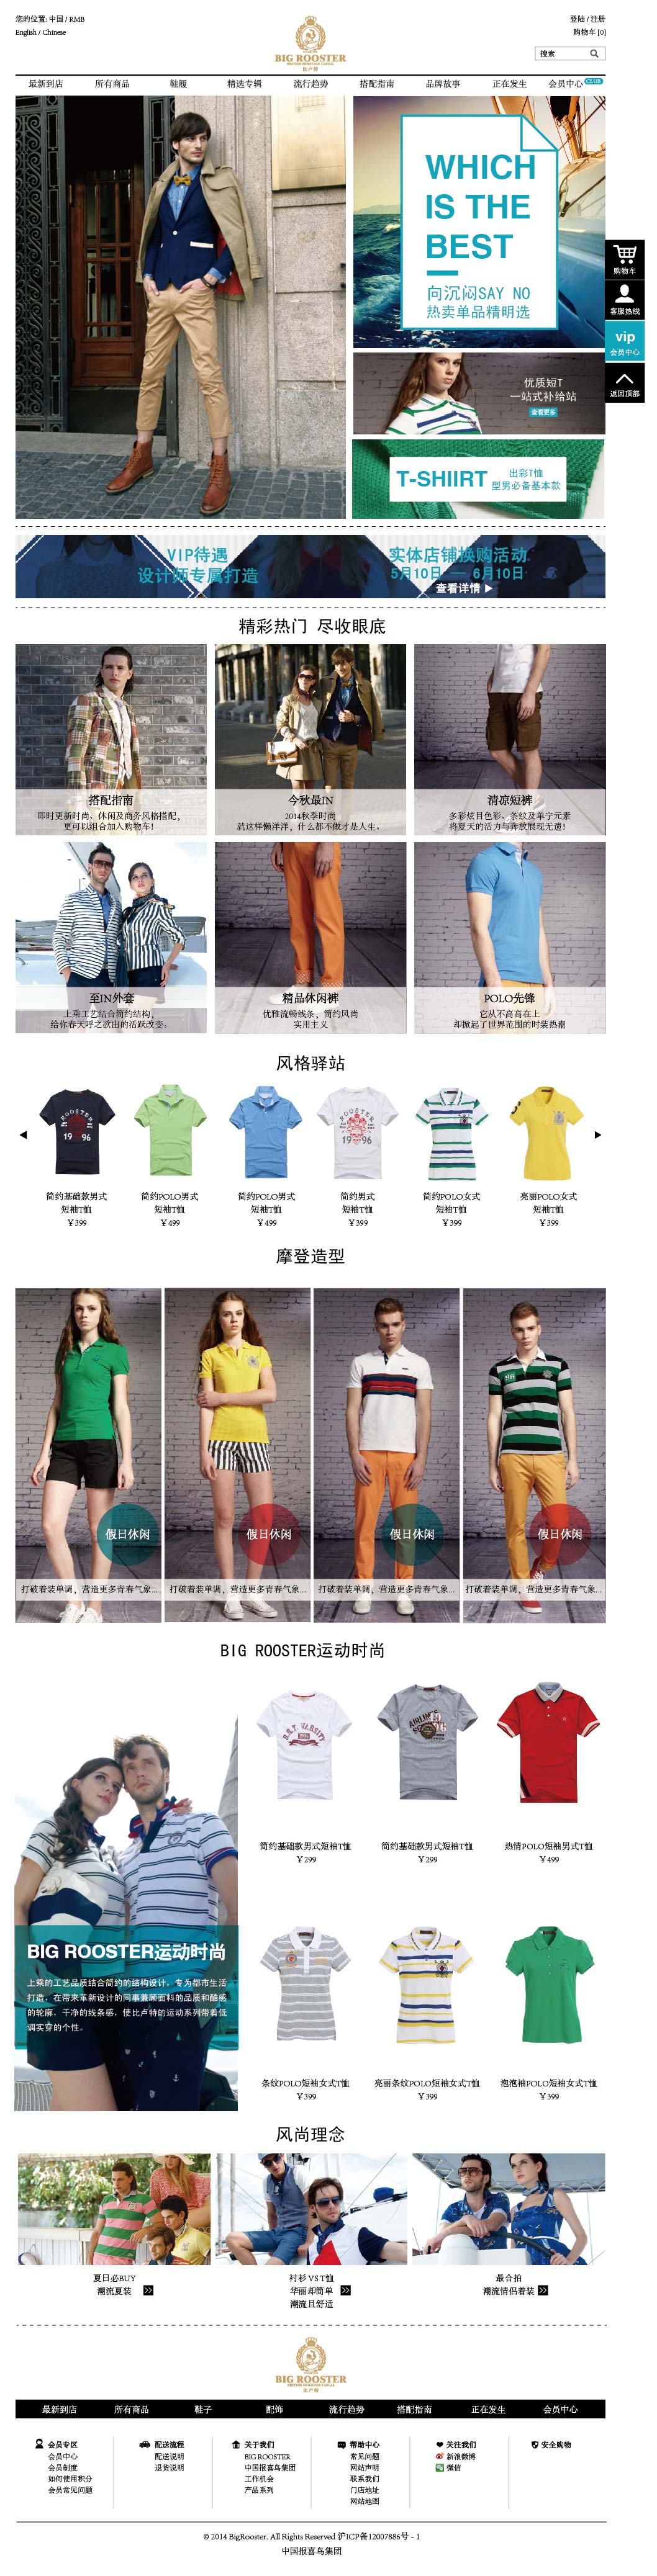 您的位置: 中国 / RMB
English / Chinese
登陆 / 注册
购物车 [0]
搜索
BIG ROOSTER
BRITISH HERITAGE CASUAL
比卢特
最新到店 所有商品 鞋履 精选专辑 流行趋势 搭配指南 品牌故事 正在发生 会员中心 CLUB
WHICH
IS THE
BEST
向沉闷SAY NO
热卖单品精明选
购物车
客服热线
vip
会员中心
返回顶部
优质短T
一站式补给站
查看更多
T-SHIIRT
出彩T恤
型男必备基本款
VIP待遇
设计师专属打造
实体店铺换购活动
5月10日 — 6月10日
查看详情
精彩热门 尽收眼底
搭配指南
即时更新时尚、休闲及商务风格搭配,
更可以组合加入购物车!
今秋最IN
2014秋季时尚
就这样懒洋洋, 什么都不做才是人生。
清凉短裤
多彩炫目色彩、条纹及单宁元素
将夏天的活力与奔放展现无遗!
至IN外套
上乘工艺结合简约结构,
给你春天呼之欲出的活跃改变。
精品休闲裤
优雅流畅线条, 简约风尚
实用主义
POLO先锋
它从不高高在上
却掀起了世界范围的时装热潮
风格驿站
ROOSTER
19 96
ROOSTER
19 96
简约基础款男式
短袖T恤
￥399
简约POLO男式
短袖T恤
￥499
简约POLO男式
短袖T恤
￥499
简约男式
短袖T恤
￥399
简约POLO女式
短袖T恤
￥399
亮丽POLO女式
短袖T恤
￥399
摩登造型
假日休闲
假日休闲
假日休闲
假日休闲
打破着装单调, 营造更多青春气象...
打破着装单调, 营造更多青春气象...
打破着装单调, 营造更多青春气象...
打破着装单调, 营造更多青春气象...
BIG ROOSTER运动时尚
简约基础款男式短袖T恤
￥299
简约基础款男式短袖T恤
￥299
热情POLO短袖男式T恤
￥499
BIG ROOSTER运动时尚
上乘的工艺品质结合简约的结构设计, 专为都市生活
打造, 在带来革新设计的同事兼顾面料的品质和酷感
的轮廓, 干净的线条感, 使比卢特的运动系列带着低
调实穿的个性。
条纹POLO短袖女式T恤
￥399
亮丽条纹POLO短袖女式T恤
￥399
泡泡袖POLO短袖女式T恤
￥399
风尚理念
夏日必BUY
潮流夏装
衬衫 VS T恤
华丽却简单
潮流且舒适
最合拍
潮流情侣着装
BIG ROOSTER
BRITISH HERITAGE CASUAL
比卢特
最新到店 所有商品 鞋子 配饰 流行趋势 搭配指南 正在发生 会员中心
会员专区
会员中心
会员制度
如何使用积分
会员常见问题
配送流程
配送说明
退货说明
关于我们
BIG ROOSTER
中国报喜鸟集团
工作机会
产品系列
帮助中心
常见问题
网站声明
联系我们
门店地址
网站地图
关注我们
新浪微博
微信
安全购物
© 2014 BigRooster. All Rights Reserved 沪ICP备12007886号 - 1
中国报喜鸟集团